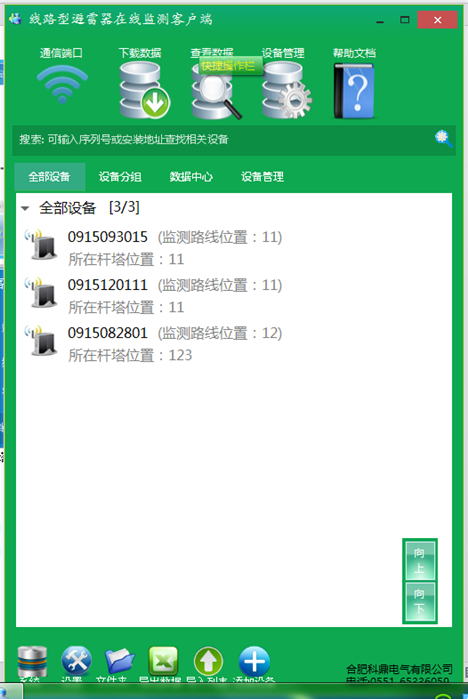 线路型避雷器在线监测客户端
通信端口 下载数据 查看数据 设备管理 帮助文档
快捷操作栏
搜索: 可输入序列号或安装地址查找相关设备
全部设备 设备分组 数据中心 设备管理
全部设备 [3/3]
0915093015 (监测路线位置：11)
所在杆塔位置：11
0915120111 (监测路线位置：11)
所在杆塔位置：11
0915082801 (监测路线位置：12)
所在杆塔位置：123
向上
向下
系统 设置 文件夹 导出数据 导入列表 添加设备
合肥科鼎电气有限公司
电话:0551-65336059